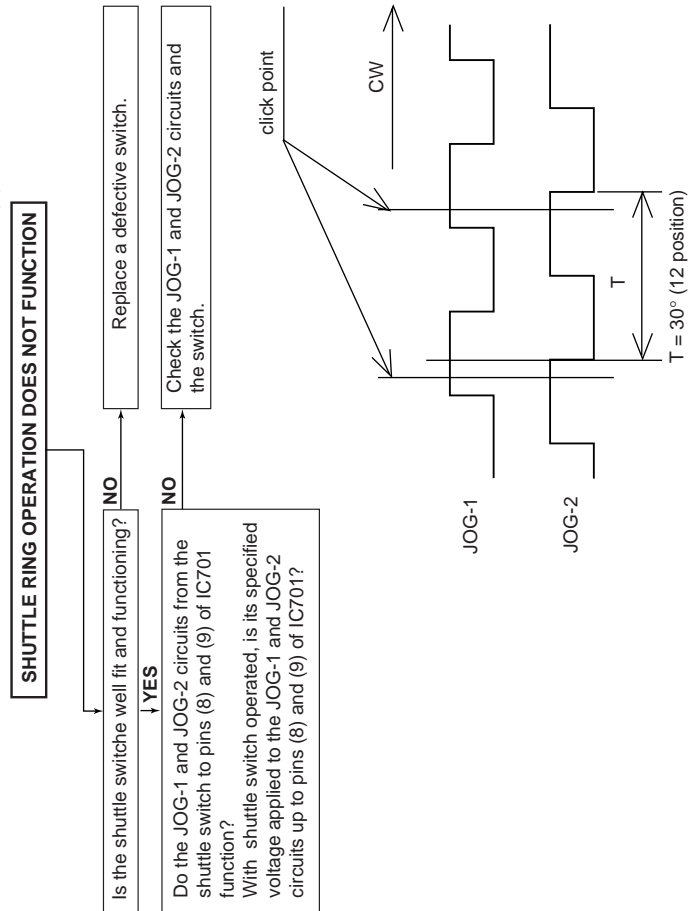 SHUTTLE RING OPERATION DOES NOT FUNCTION
Is the shuttle switche well fit and functioning?
NO
Replace a defective switch.
YES
Do the JOG-1 and JOG-2 circuits from the
shuttle switch to pins (8) and (9) of IC701
function?
With shuttle switch operated, is its specified
voltage applied to the JOG-1 and JOG-2
circuits up to pins (8) and (9) of IC701?
NO
Check the JOG-1 and JOG-2 circuits and
the switch.
click point
CW
JOG-1
JOG-2
T
T = 30° (12 position)